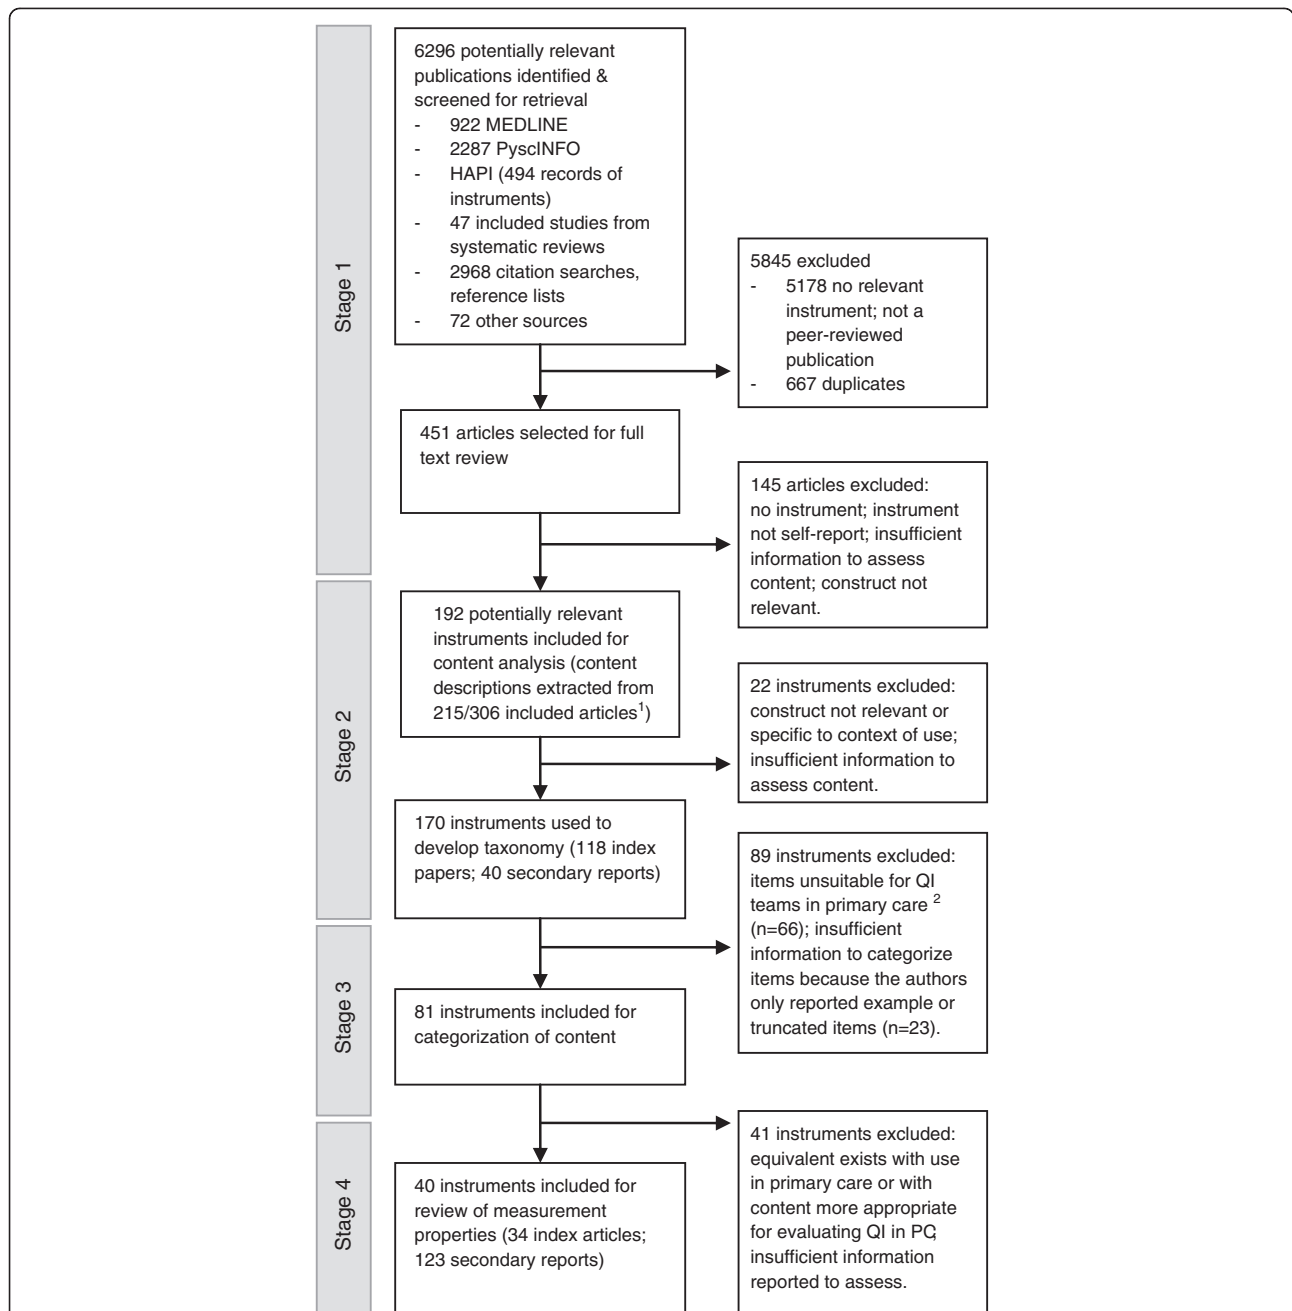 Stage 1
6296 potentially relevant
publications identified &
screened for retrieval
- 922 MEDLINE
- 2287 PyscINFO
- HAPI (494 records of
instruments)
- 47 included studies from
systematic reviews
- 2968 citation searches,
reference lists
- 72 other sources
5845 excluded
- 5178 no relevant
instrument; not a
peer-reviewed
publication
- 667 duplicates
451 articles selected for full
text review
145 articles excluded:
no instrument; instrument
not self-report; insufficient
information to assess
content; construct not
relevant.
Stage 2
192 potentially relevant
instruments included for
content analysis (content
descriptions extracted from
215/306 included articles¹)
22 instruments excluded:
construct not relevant or
specific to context of use;
insufficient information to
assess content.
170 instruments used to
develop taxonomy (118 index
papers; 40 secondary reports)
89 instruments excluded:
items unsuitable for QI
teams in primary care ²
(n=66); insufficient
information to categorize
items because the authors
only reported example or
truncated items (n=23).
Stage 3
81 instruments included for
categorization of content
41 instruments excluded:
equivalent exists with use
in primary care or with
content more appropriate
for evaluating QI in PC;
insufficient information
reported to assess.
Stage 4
40 instruments included for
review of measurement
properties (34 index articles;
123 secondary reports)